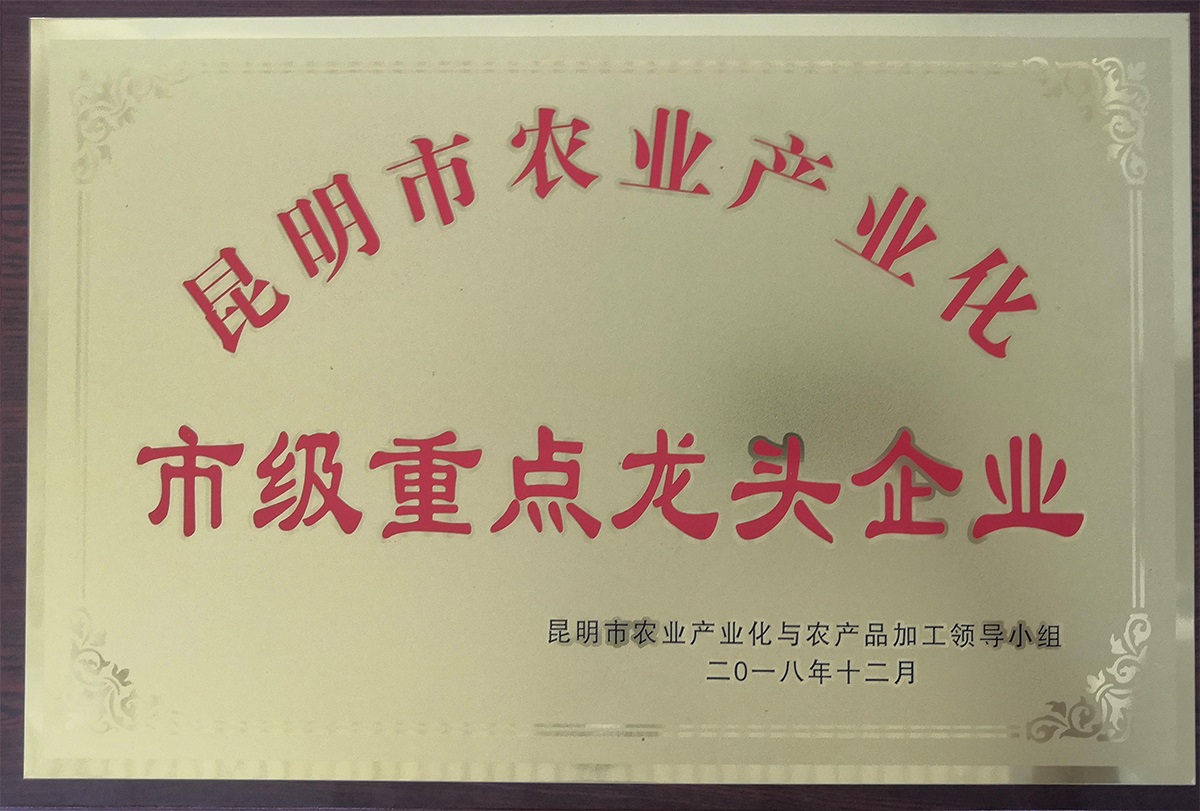 昆明市农业产业化
市级重点龙头企业
昆明市农业产业化与农产品加工领导小组
二0一八年十二月